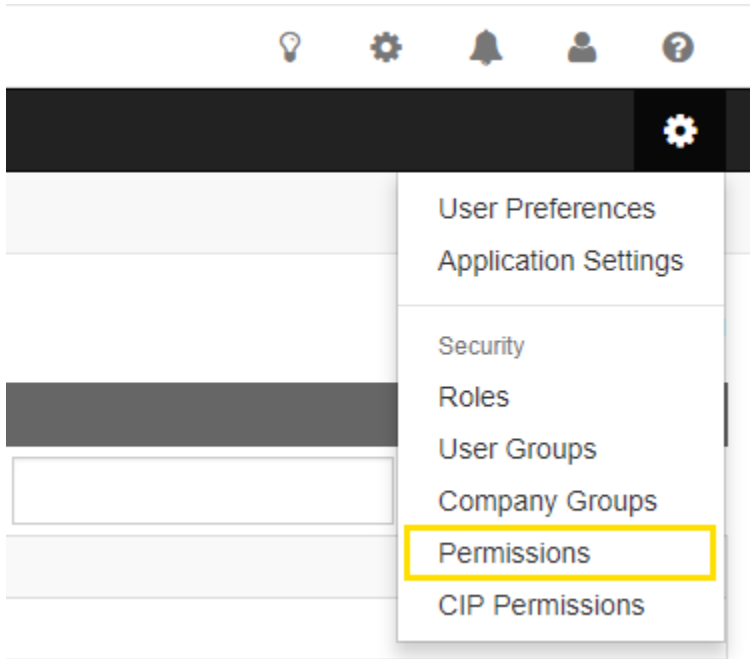 User Preferences
Application Settings
Security
Roles
User Groups
Company Groups
Permissions
CIP Permissions